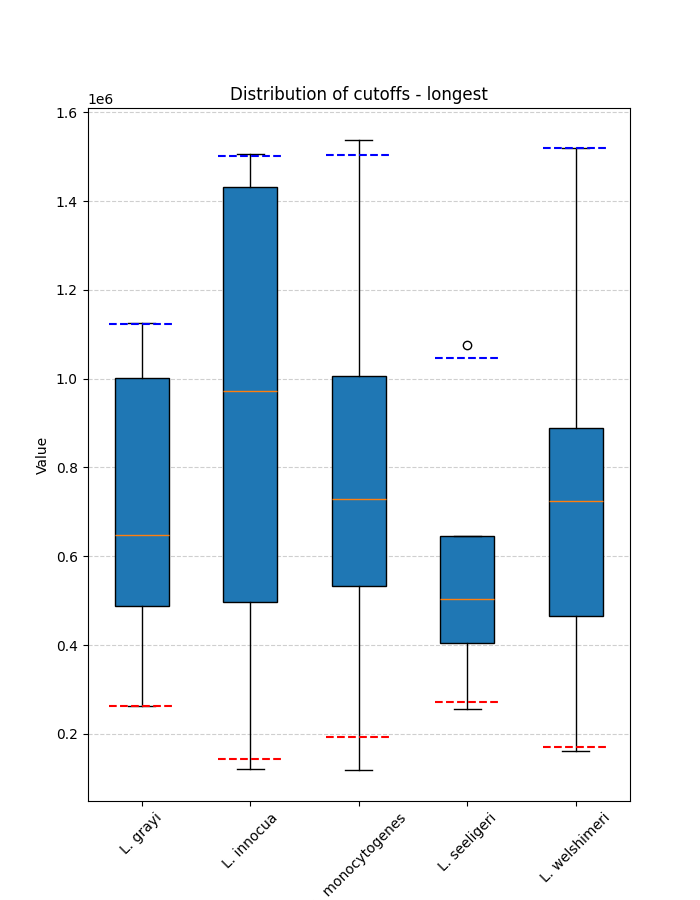 Distribution of cutoffs - longest
1e6
1.6
1.4
1.2
1.0
0.8
0.6
0.4
0.2
Value
L. grayi
L. innocua
monocytogenes
L. seeligeri
L. welshimeri